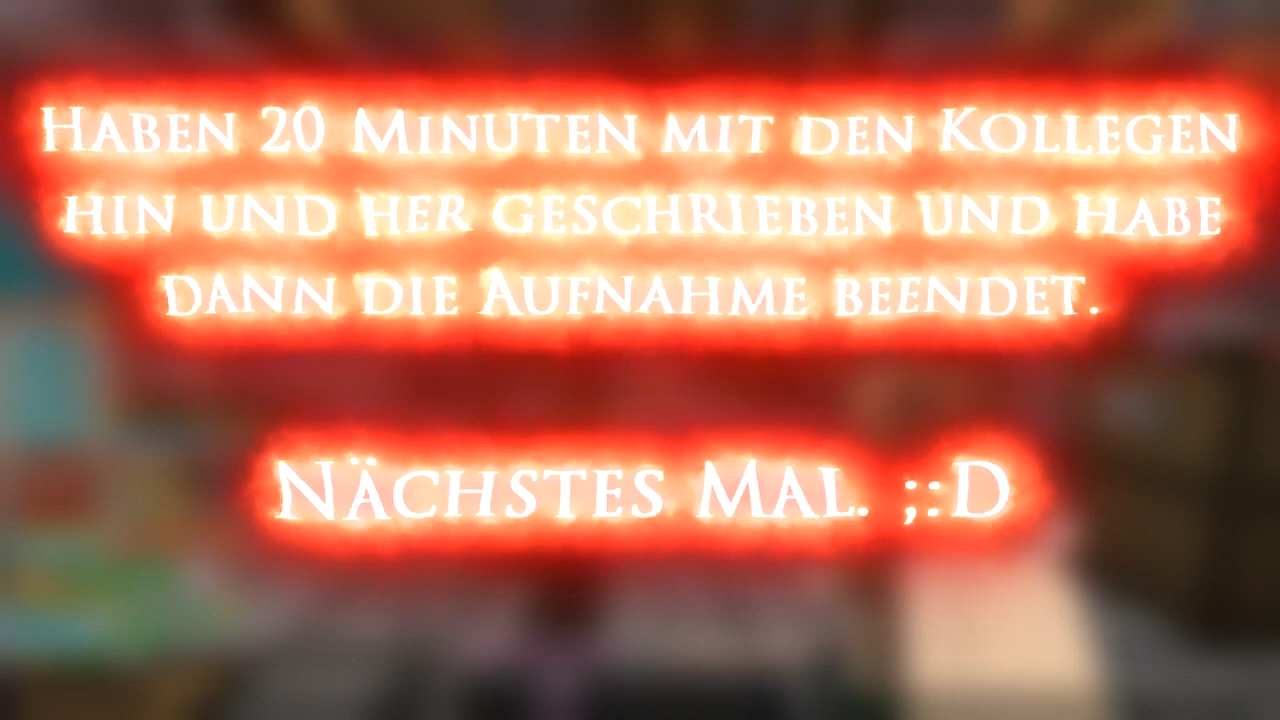 Haben 20 Minuten mit den Kollegen
hin und her geschrieben und habe
dann die Aufnahme beendet.
Nächstes Mal. ;:D